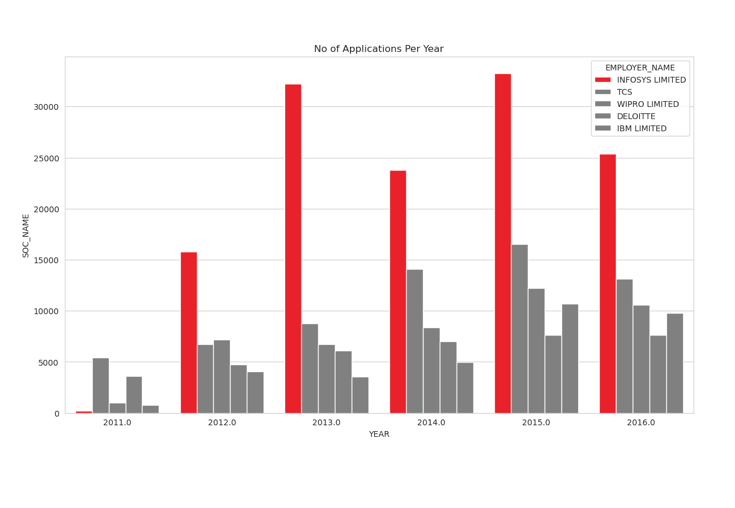 No of Applications Per Year
EMPLOYER_NAME
INFOSYS LIMITED
TCS
WIPRO LIMITED
DELOITTE
IBM LIMITED
30000
25000
20000
15000
10000
5000
0
SOC_NAME
2011.0 2012.0 2013.0 2014.0 2015.0 2016.0
YEAR